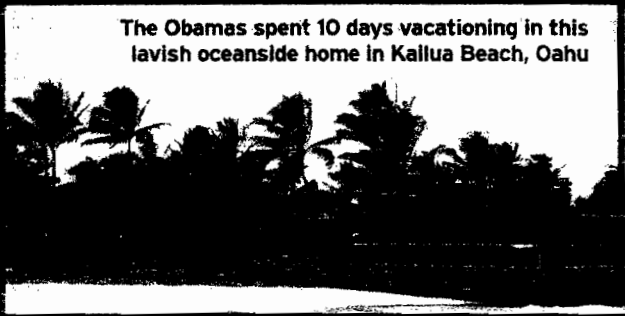 The Obamas spent 10 days vacationing in this
lavish oceanside home in Kailua Beach, Oahu